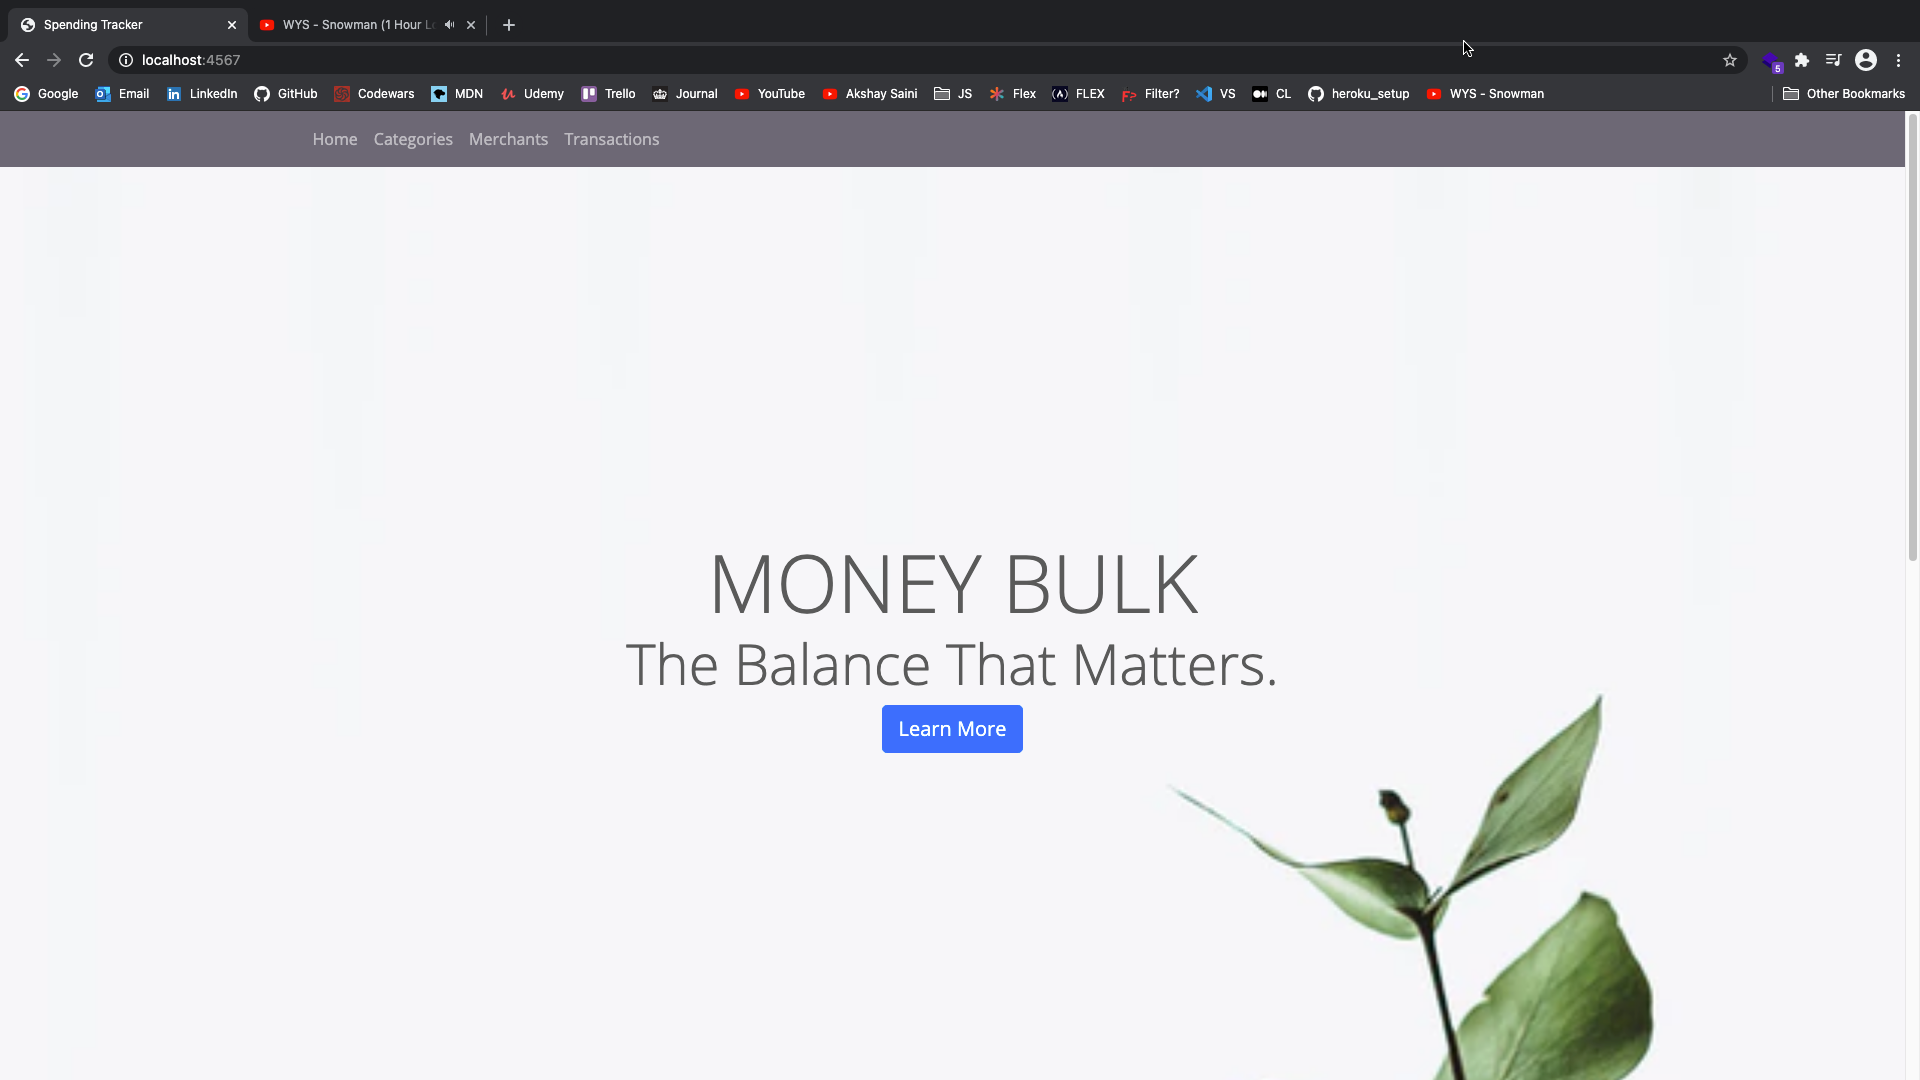 Spending Tracker
WYS - Snowman (1 Hour
localhost:4567
5
Google Email LinkedIn GitHub Codewars MDN Udemy Trello Journal YouTube Akshay Saini JS Flex FLEX Filter? VS CL heroku_setup WYS - Snowman Other Bookmarks
Home Categories Merchants Transactions
MONEY BULK
The Balance That Matters.
Learn More